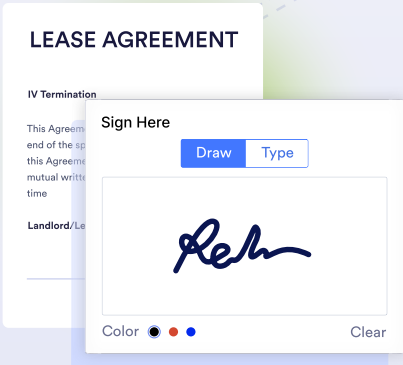 LEASE AGREEMENT
IV Termination
This Agreem
end of the sp
this Agreeme
mutual writte
time
Landlord/Le
Sign Here
Draw Type
Color Clear